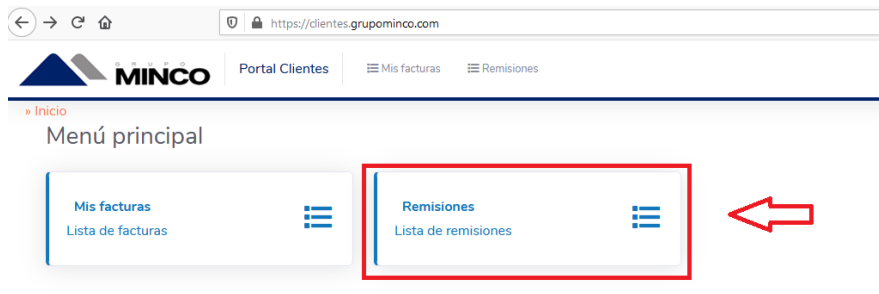 https://clientes.grupominco.com
GRUPO
MINCO
Portal Clientes
Mis facturas
Remisiones
» Inicio
Menú principal
Mis facturas
Lista de facturas
Remisiones
Lista de remisiones